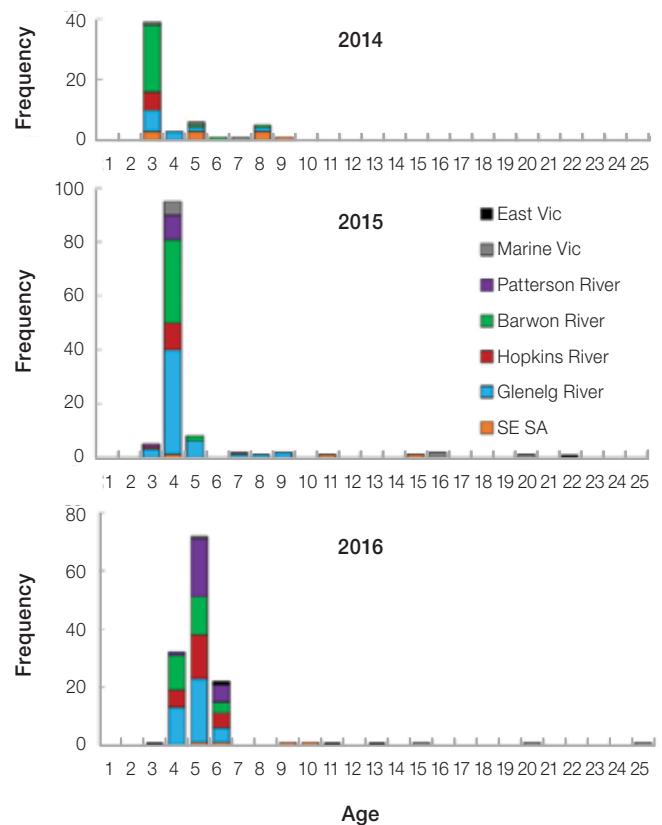 2014
Frequency
40
20
0
1 2 3 4 5 6 7 8 9 10 11 12 13 14 15 16 17 18 19 20 21 22 23 24 25
2015
Frequency
100
80
60
40
20
0
East Vic
Marine Vic
Patterson River
Barwon River
Hopkins River
Glenelg River
SE SA
1 2 3 4 5 6 7 8 9 10 11 12 13 14 15 16 17 18 19 20 21 22 23 24 25
2016
Frequency
80
60
40
20
0
1 2 3 4 5 6 7 8 9 10 11 12 13 14 15 16 17 18 19 20 21 22 23 24 25
Age